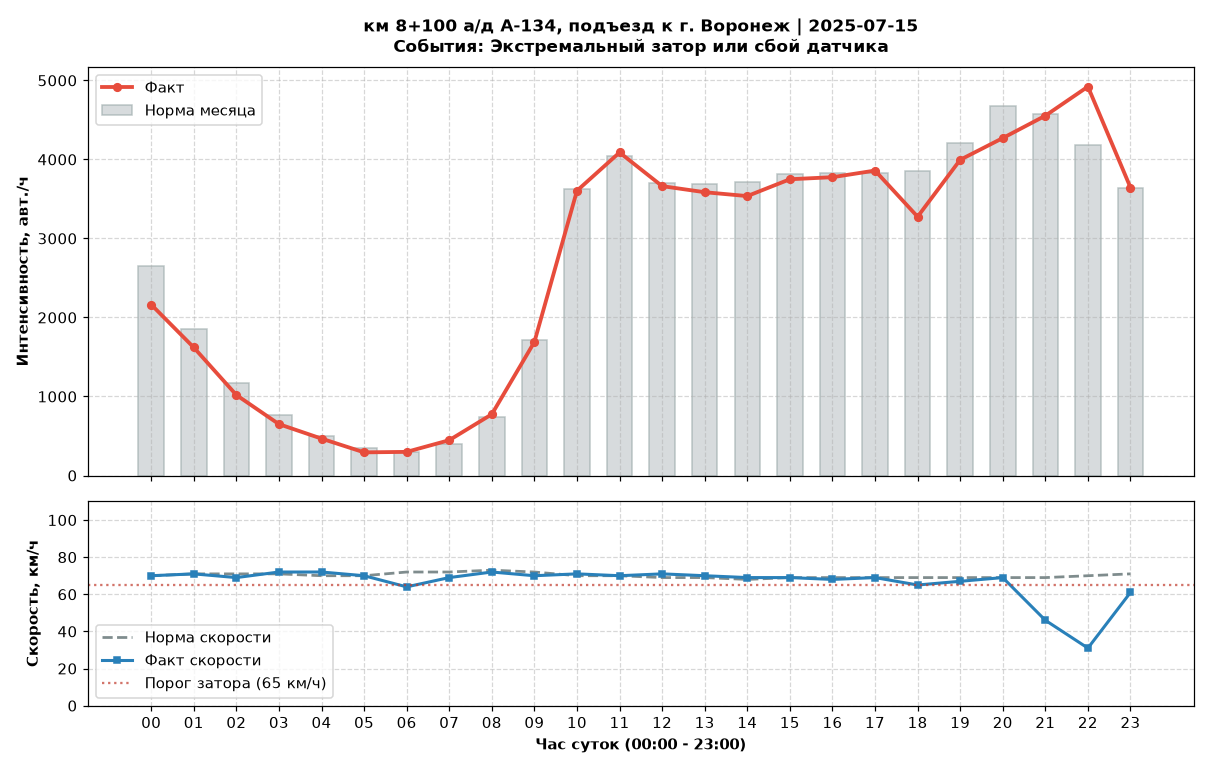 км 8+100 а/д А-134, подъезд к г. Воронеж | 2025-07-15
События: Экстремальный затор или сбой датчика
Интенсивность, авт./ч
5000
4000
3000
2000
1000
0
Факт
Норма месяца
Скорость, км/ч
100
80
60
40
20
0
Норма скорости
Факт скорости
Порог затора (65 км/ч)
00 01 02 03 04 05 06 07 08 09 10 11 12 13 14 15 16 17 18 19 20 21 22 23
Час суток (00:00 - 23:00)